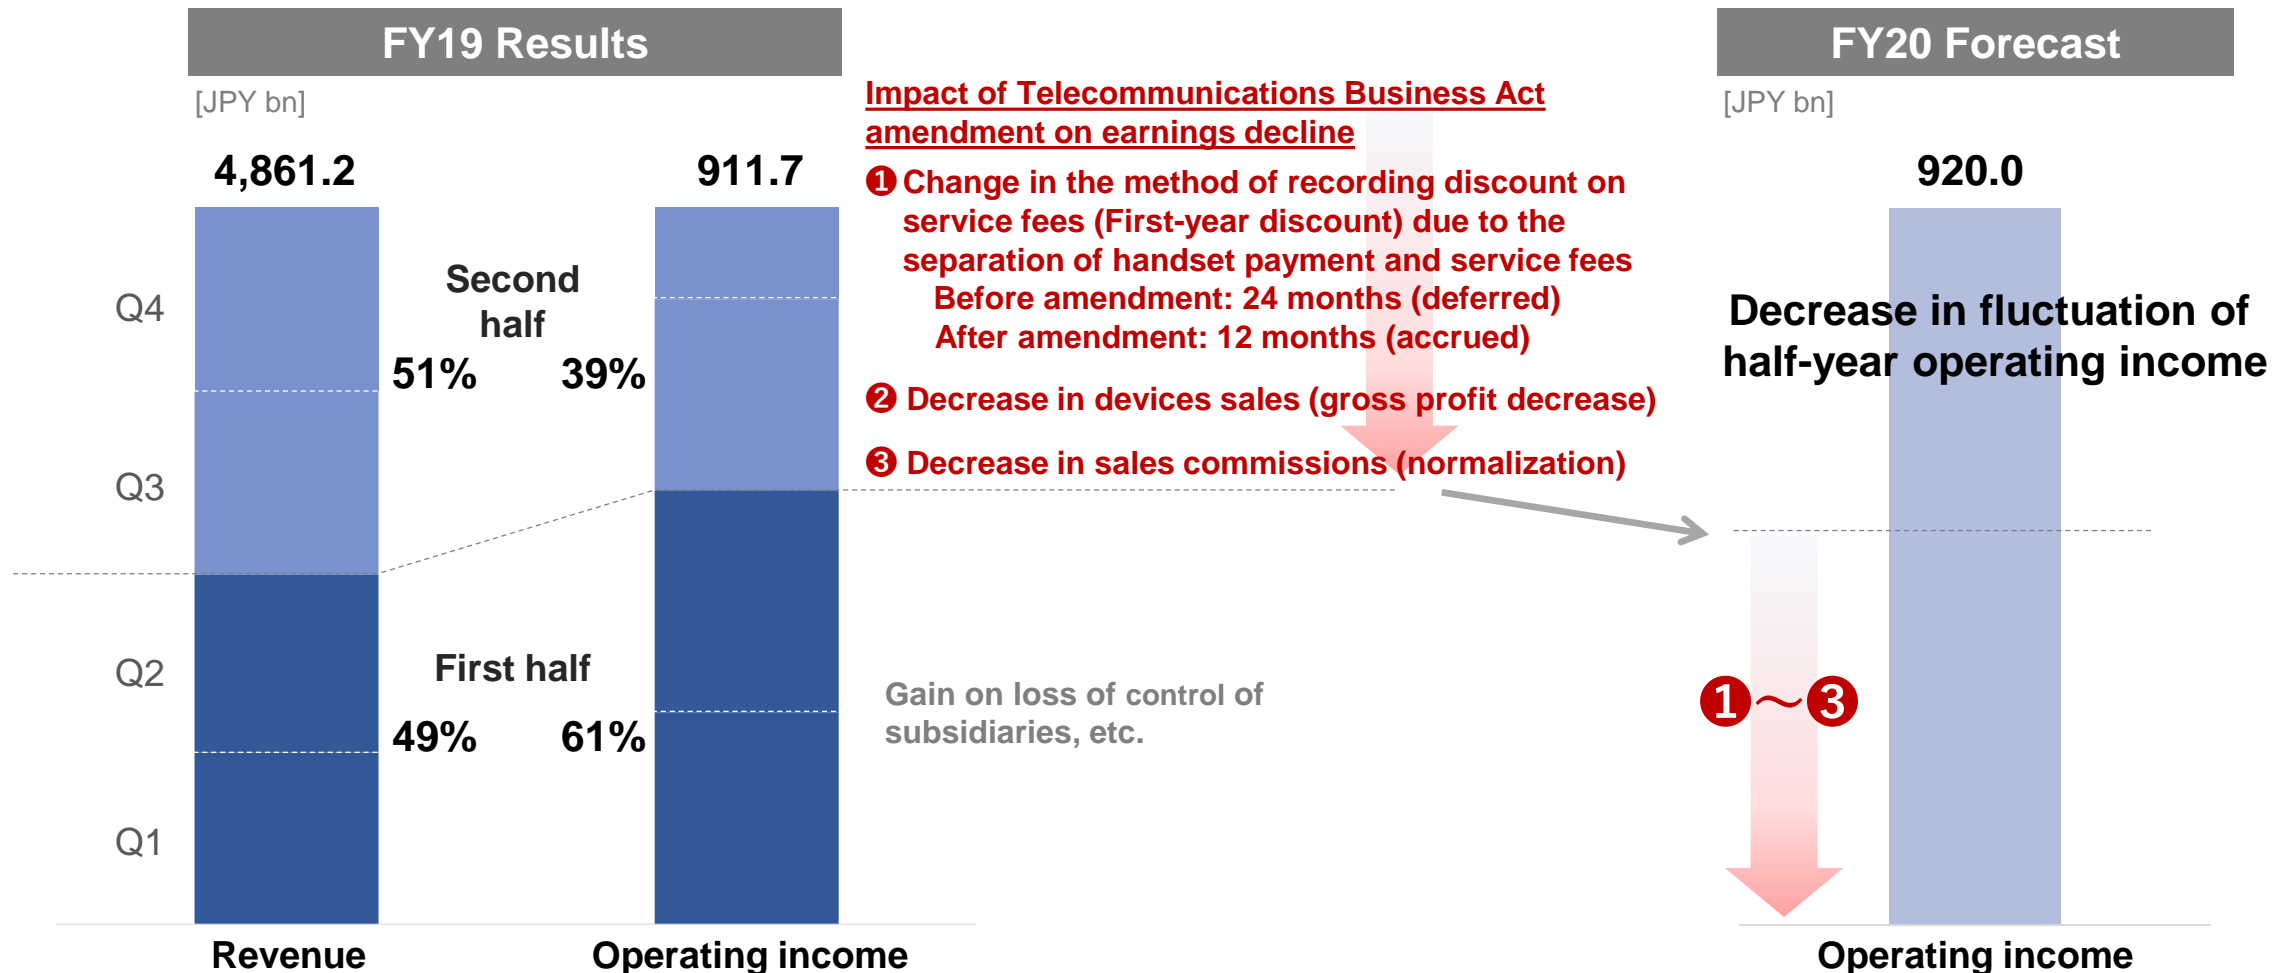 FY19 Results
[JPY bn]
4,861.2
911.7
Q4
Q3
Q2
Q1
Second
half
51%
39%
First half
49%
61%
Revenue
Operating income
Impact of Telecommunications Business Act
amendment on earnings decline
❶ Change in the method of recording discount on
service fees (First-year discount) due to the
separation of handset payment and service fees
Before amendment: 24 months (deferred)
After amendment: 12 months (accrued)
❷ Decrease in devices sales (gross profit decrease)
❸ Decrease in sales commissions (normalization)
Gain on loss of control of
subsidiaries, etc.
FY20 Forecast
[JPY bn]
920.0
Decrease in fluctuation of
half-year operating income
❶～❸
Operating income